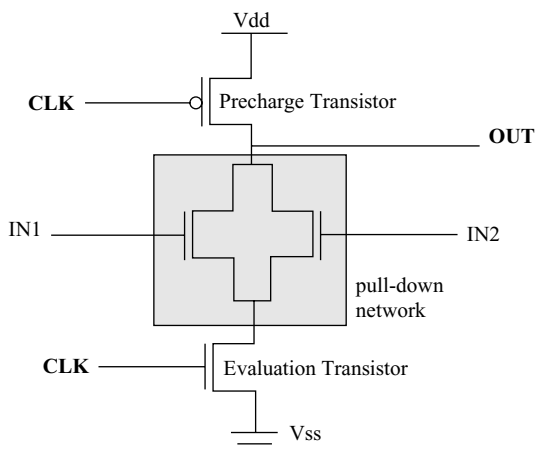 Vdd
CLK
Precharge Transistor
OUT
IN1
IN2
pull-down
network
CLK
Evaluation Transistor
Vss